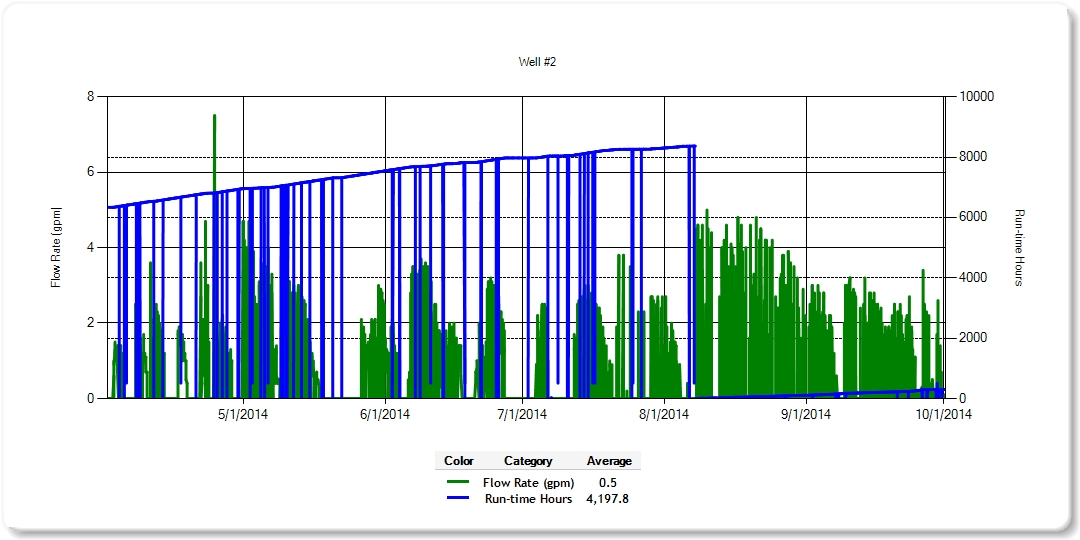 Well #2
8
6
4
2
0
Flow Rate (gpm)
10000
8000
6000
4000
2000
0
Run-time Hours
5/1/2014 6/1/2014 7/1/2014 8/1/2014 9/1/2014 10/1/2014
Color Category Average
Flow Rate (gpm) 0.5
Run-time Hours 4,197.8